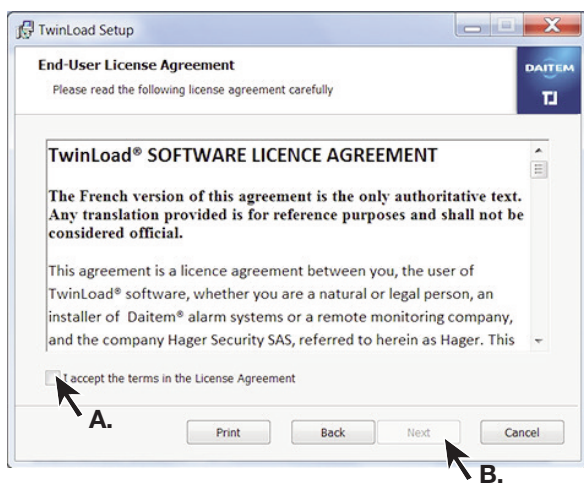 TwinLoad Setup
End-User License Agreement
Please read the following license agreement carefully
DAITEM
TJ
TwinLoad® SOFTWARE LICENCE AGREEMENT
The French version of this agreement is the only authoritative text.
Any translation provided is for reference purposes and shall not be
considered official.
This agreement is a licence agreement between you, the user of
TwinLoad® software, whether you are a natural or legal person, an
installer of Daitem® alarm systems or a remote monitoring company,
and the company Hager Security SAS, referred to herein as Hager. This
I accept the terms in the License Agreement
A.
Print Back Next Cancel
B.